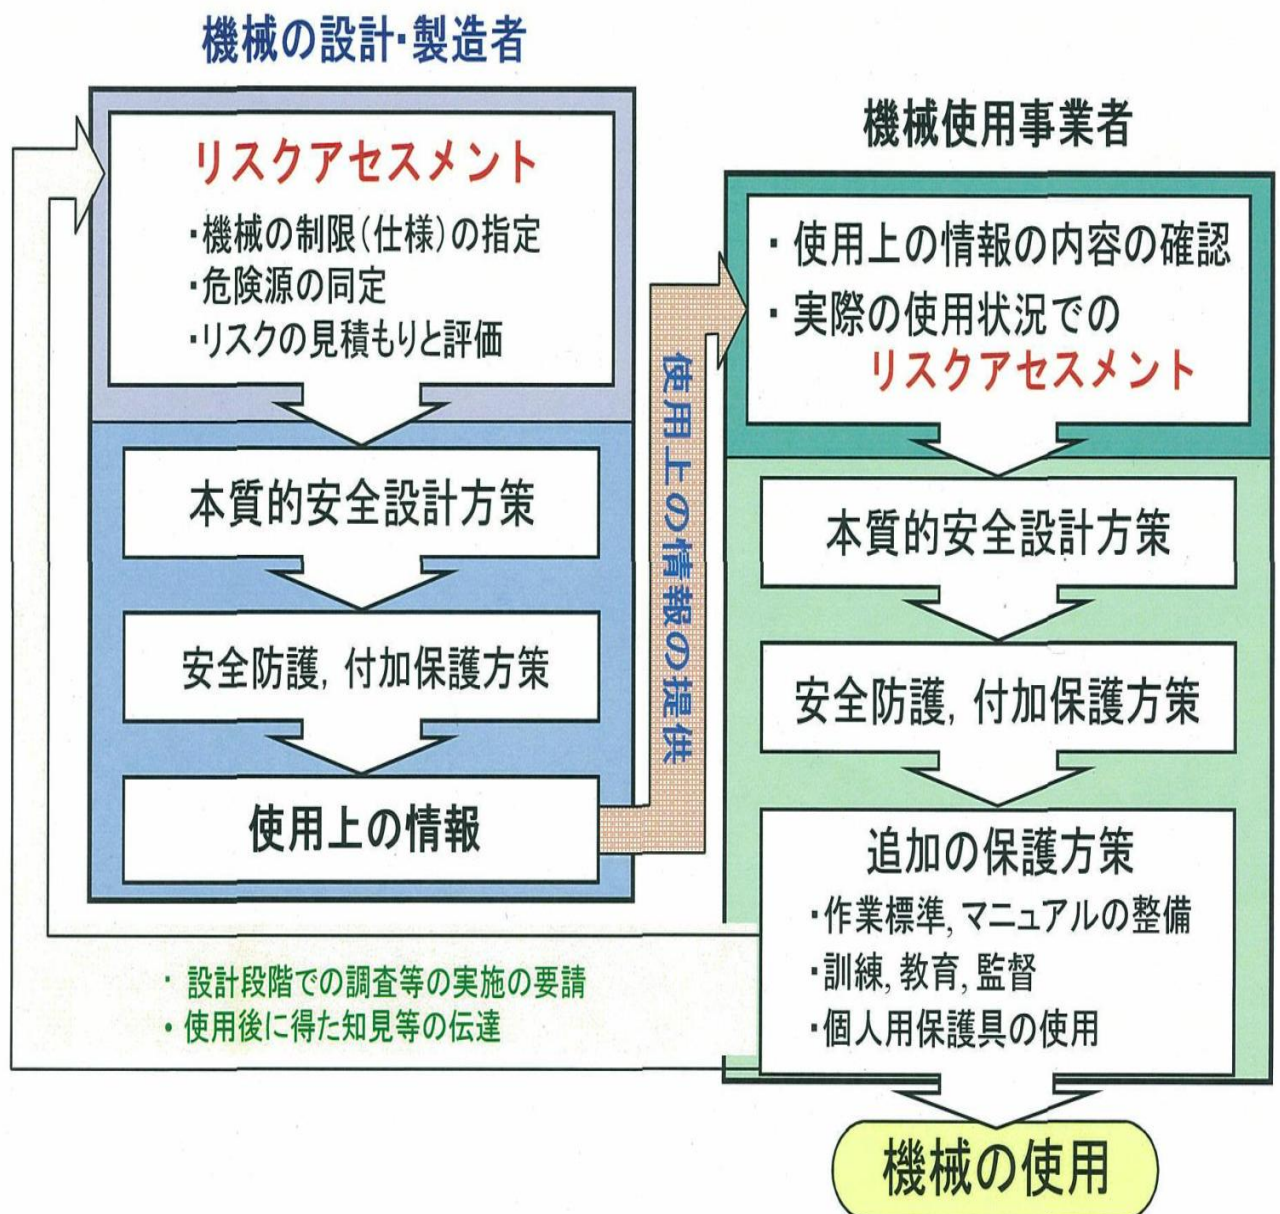 機械の設計・製造者
リスクアセスメント
・機械の制限(仕様)の指定
・危険源の同定
・リスクの見積もりと評価
本質的安全設計方策
安全防護, 付加保護方策
使用上の情報
使用上の情報の提供
機械使用事業者
・使用上の情報の内容の確認
・実際の使用状況での
リスクアセスメント
本質的安全設計方策
安全防護, 付加保護方策
追加の保護方策
・作業標準, マニュアルの整備
・訓練, 教育, 監督
・個人用保護具の使用
・設計段階での調査等の実施の要請
・使用後に得た知見等の伝達
機械の使用